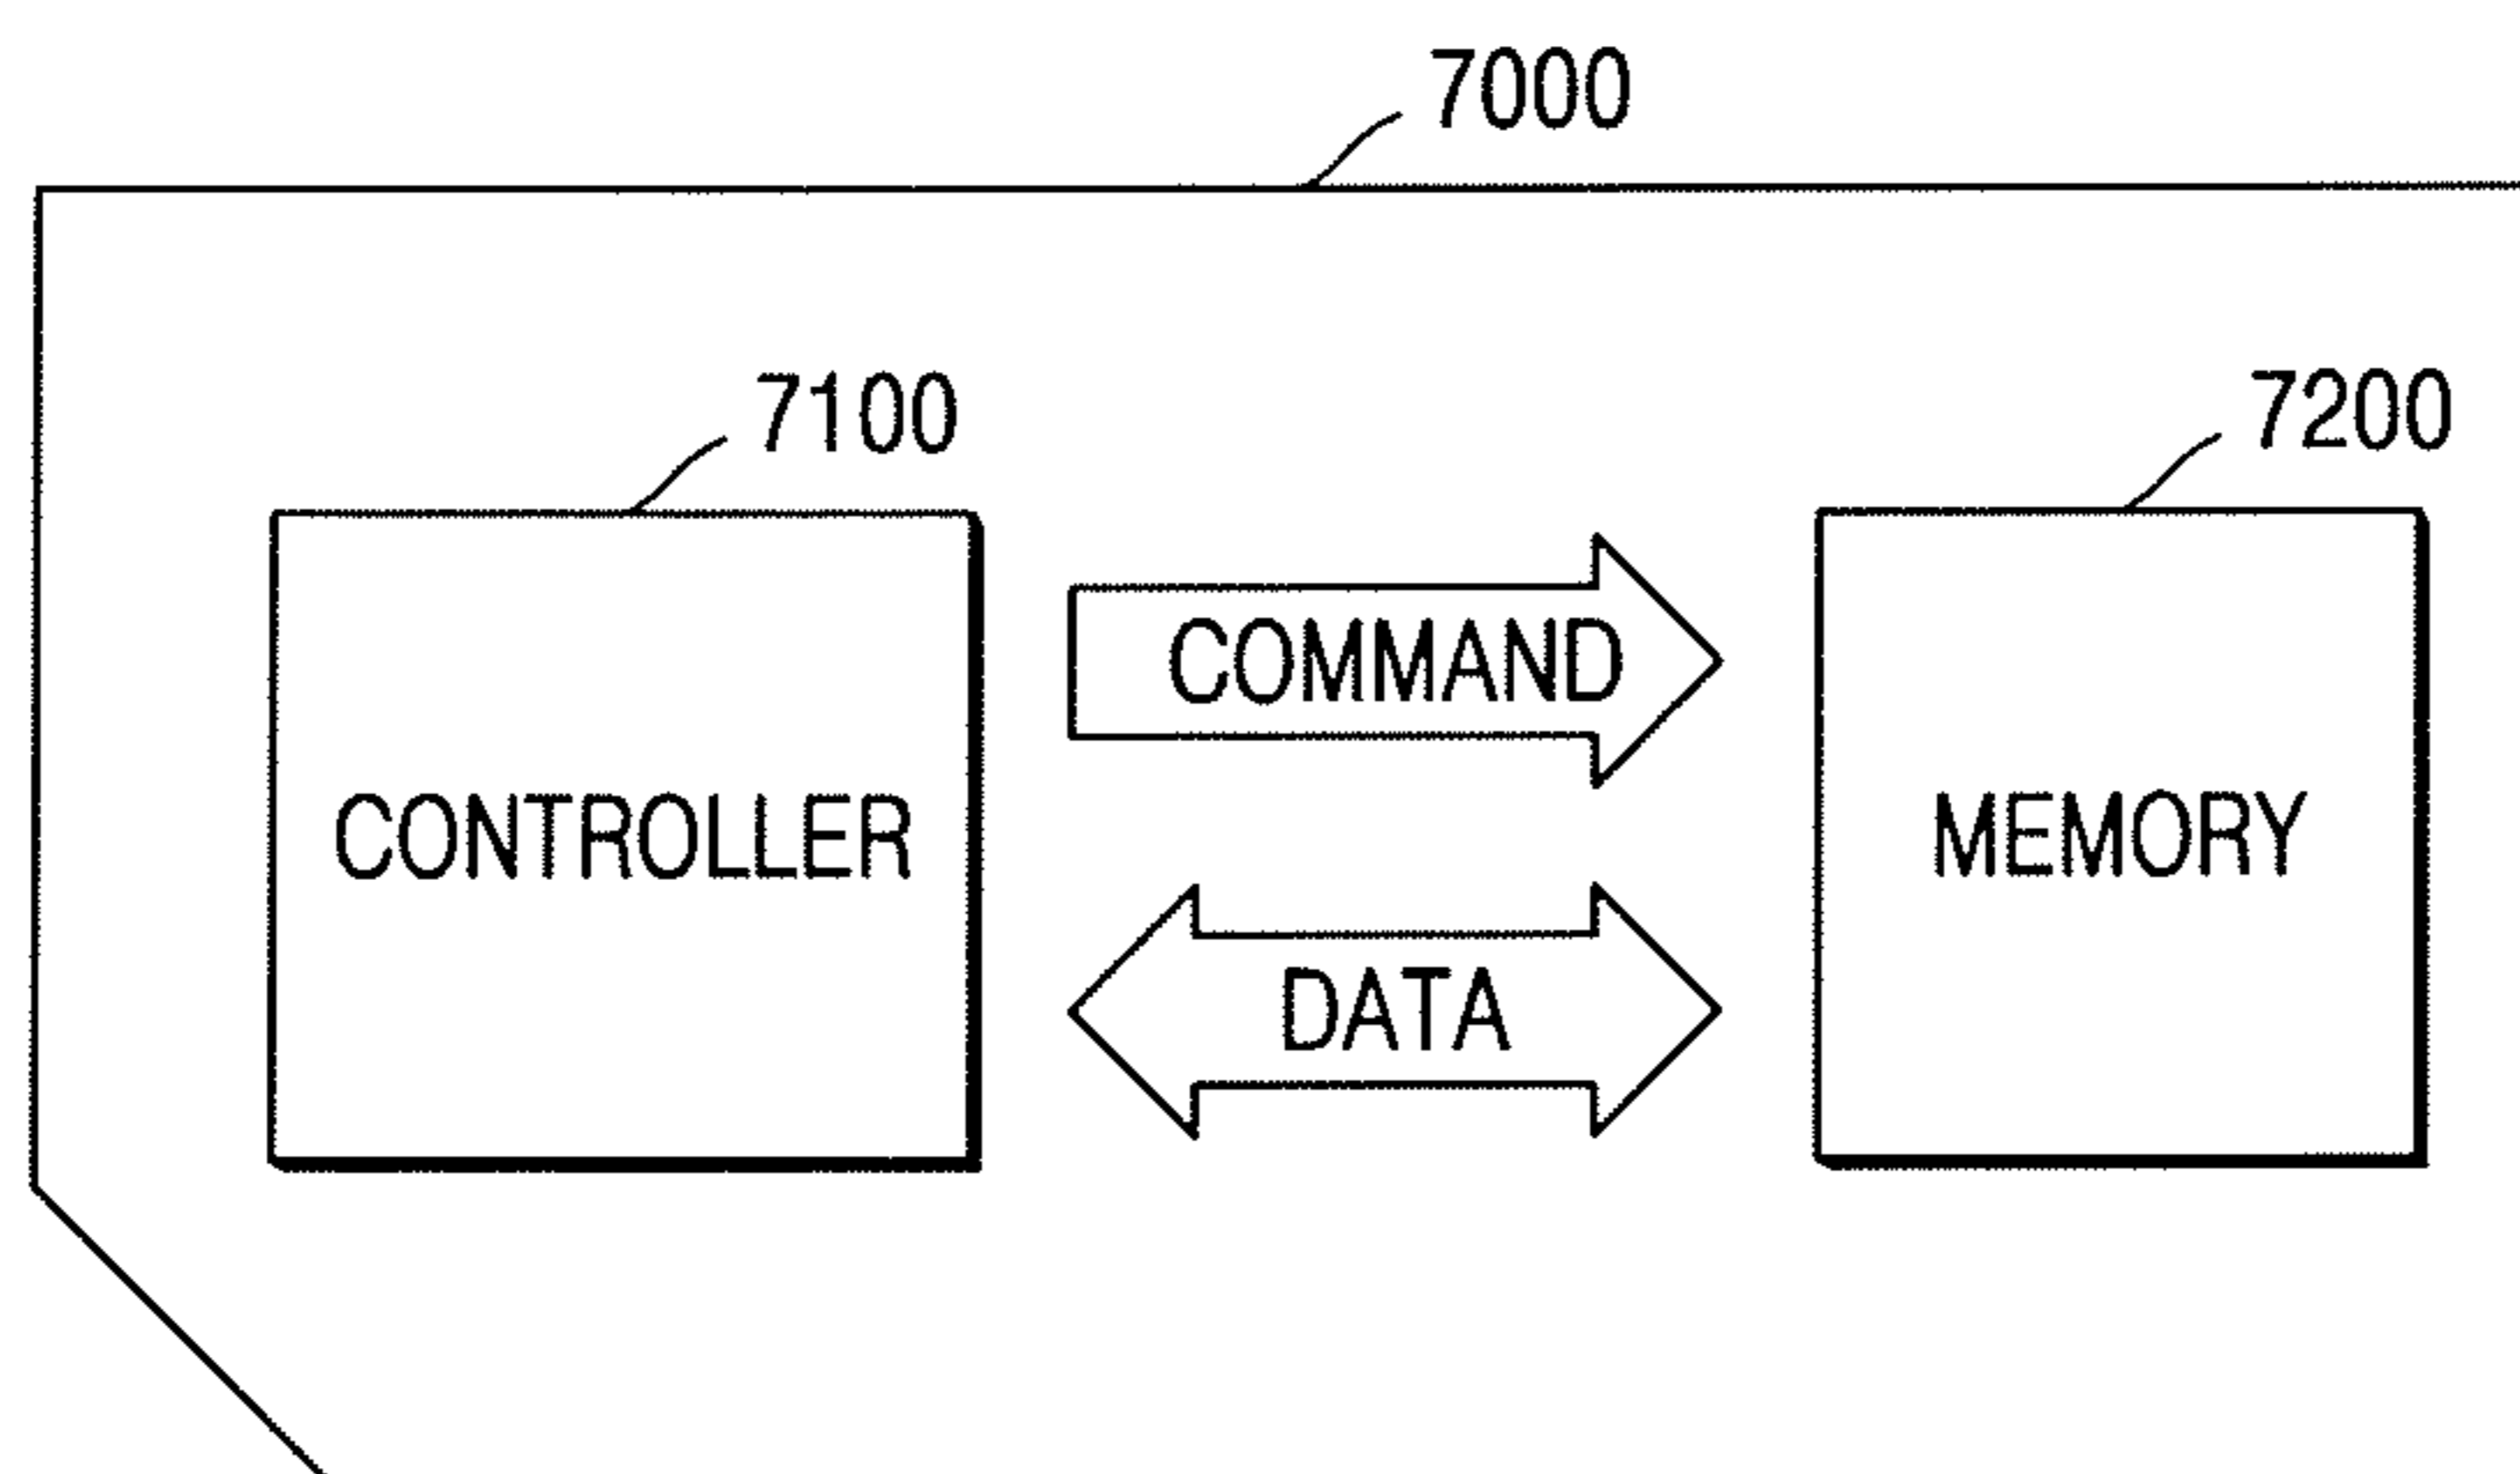 7000
7100
7200
COMMAND
CONTROLLER
MEMORY
DATA